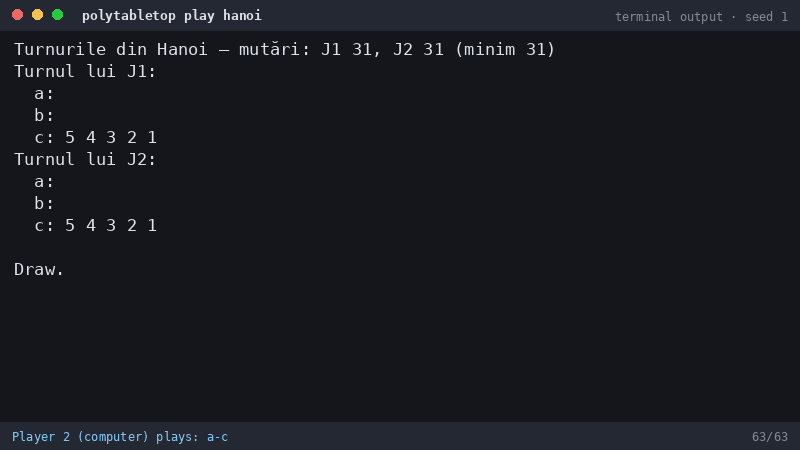 polytabletop play hanoi
terminal output · seed 1
Turnurile din Hanoi — mutări: J1 31, J2 31 (minim 31)
Turnul lui J1:
a:
b:
c: 5 4 3 2 1
Turnul lui J2:
a:
b:
c: 5 4 3 2 1
Draw.
Player 2 (computer) plays: a-c
63/63